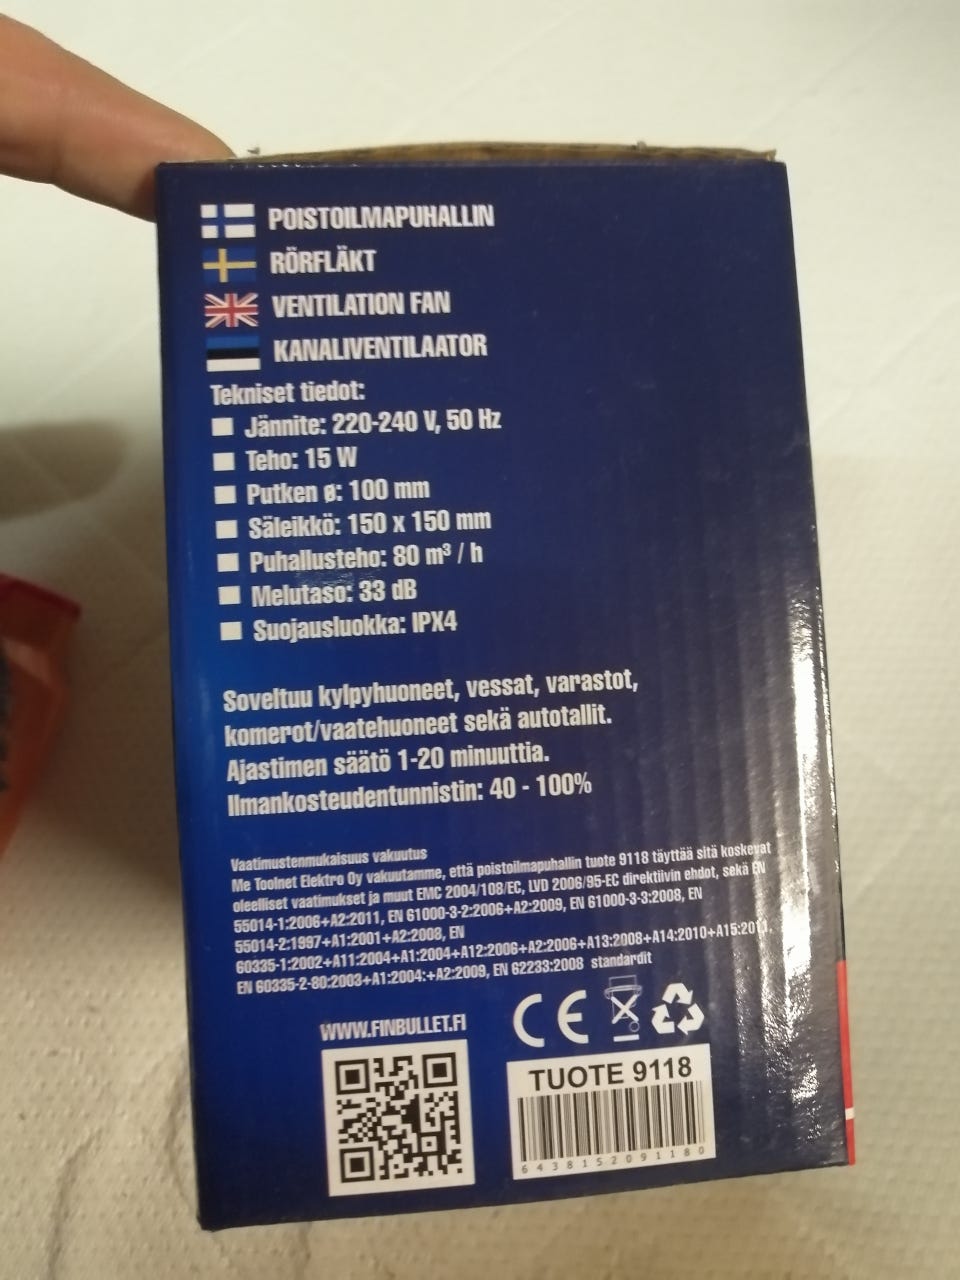 POISTOILMAPUHALLIN
RÖRFLÄKT
VENTILATION FAN
KANALIVENTILAATOR
Tekniset tiedot:
Jännite: 220-240 V, 50 Hz
Teho: 15 W
Putken ø: 100 mm
Säleikkö: 150 x 150 mm
Puhallusteho: 80 m³ / h
Melutaso: 33 dB
Suojausluokka: IPX4
Soveltuu kylpyhuoneet, vessat, varastot,
komerot/vaatehuoneet sekä autotallit.
Ajastimen säätö 1-20 minuuttia.
Ilmankosteudentunnistin: 40 - 100%
Vaatimustenmukaisuus vakuutus
Me Toolnet Elektro Oy vakuutamme, että poistoilmapuhallin tuote 9118 täyttää sitä koskevat
oleelliset vaatimukset ja muut EMC 2004/108/EC, LVD 2006/95-EC direktiivin ehdot, sekä EN
55014-1:2006+A2:2011, EN 61000-3-2:2006+A2:2009, EN 61000-3-3:2008, EN
55014-2:1997+A1:2001+A2:2008, EN
60335-1:2002+A11:2004+A1:2004+A12:2006+A2:2006+A13:2008+A14:2010+A15:2011,
EN 60335-2-80:2003+A1:2004:+A2:2009, EN 62233:2008 standardit
CE
WWW.FINBULLET.FI
TUOTE 9118
6438152091180